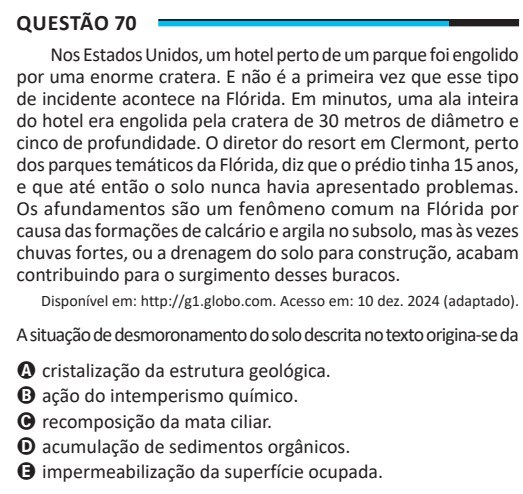 QUESTÃO 70
Nos Estados Unidos, um hotel perto de um parque foi engolido
por uma enorme cratera. E não é a primeira vez que esse tipo
de incidente acontece na Flórida. Em minutos, uma ala inteira
do hotel era engolida pela cratera de 30 metros de diâmetro e
cinco de profundidade. O diretor do resort em Clermont, perto
dos parques temáticos da Flórida, diz que o prédio tinha 15 anos,
e que até então o solo nunca havia apresentado problemas.
Os afundamentos são um fenômeno comum na Flórida por
causa das formações de calcário e argila no subsolo, mas às vezes
chuvas fortes, ou a drenagem do solo para construção, acabam
contribuindo para o surgimento desses buracos.
Disponível em: http://g1.globo.com. Acesso em: 10 dez. 2024 (adaptado).
A situação de desmoronamento do solo descrita no texto origina-se da
A cristalização da estrutura geológica.
B ação do intemperismo químico.
C recomposição da mata ciliar.
D acumulação de sedimentos orgânicos.
E impermeabilização da superfície ocupada.